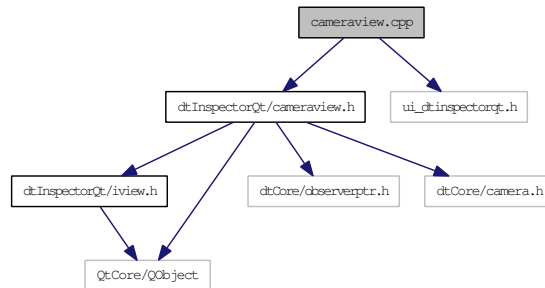 cameraview.cpp
dtInspectorQt/cameraview.h
ui_dtinspectorqt.h
dtInspectorQt/iview.h
dtCore/observerptr.h
dtCore/camera.h
QtCore/QObject